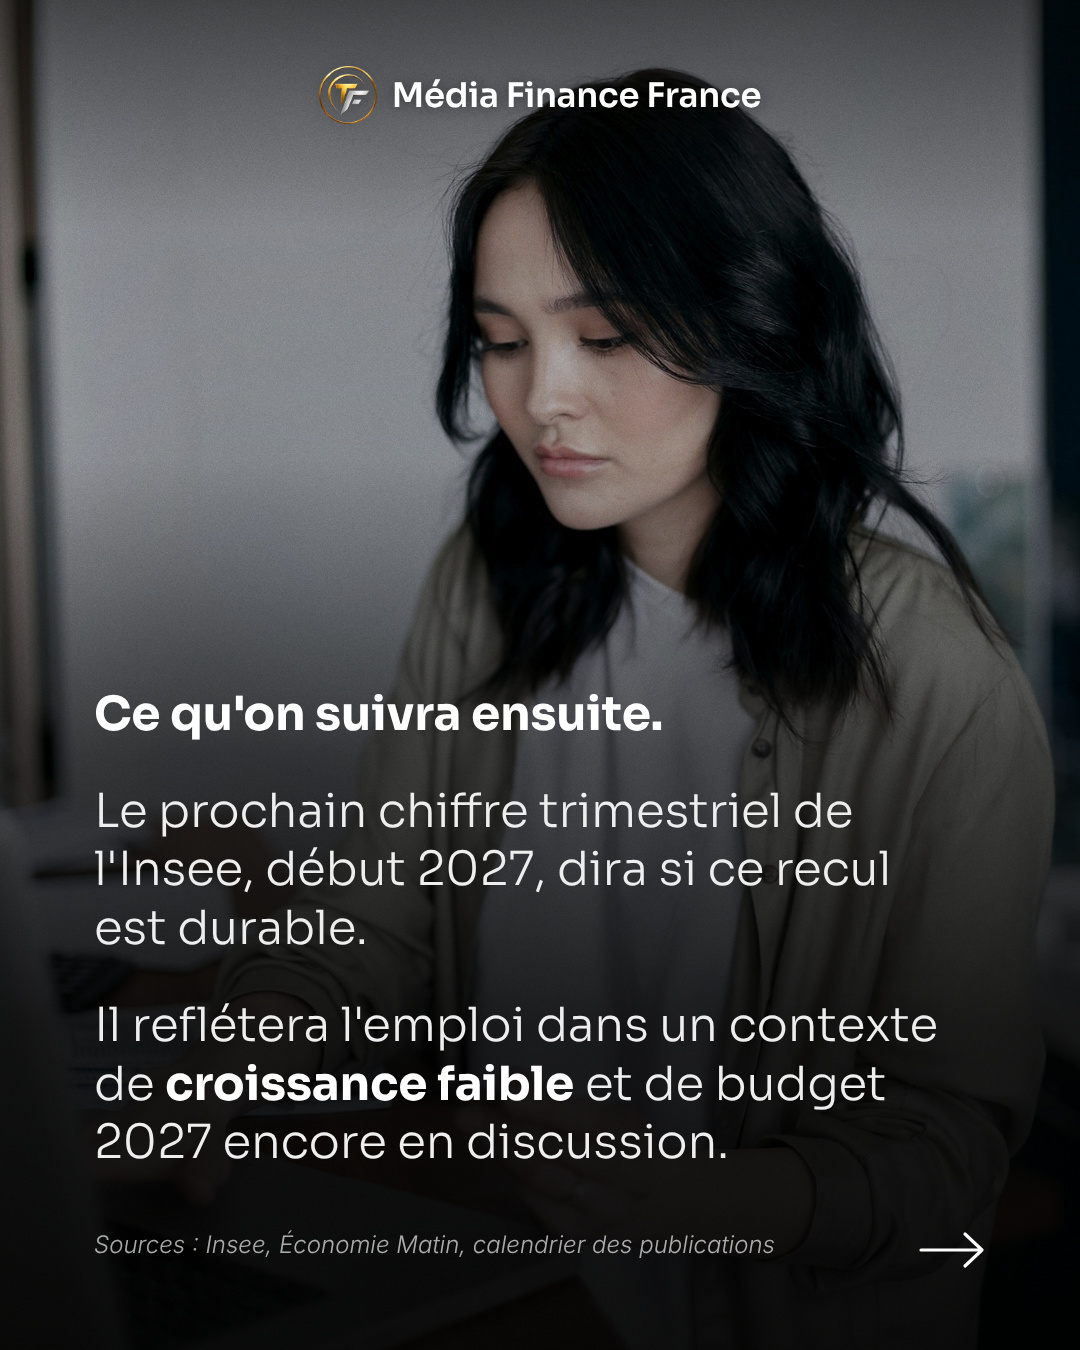 TF Média Finance France
Ce qu'on suivra ensuite.
Le prochain chiffre trimestriel de
l'Insee, début 2027, dira si ce recul
est durable.
Il reflétera l'emploi dans un contexte
de croissance faible et de budget
2027 encore en discussion.
Sources : Insee, Économie Matin, calendrier des publications